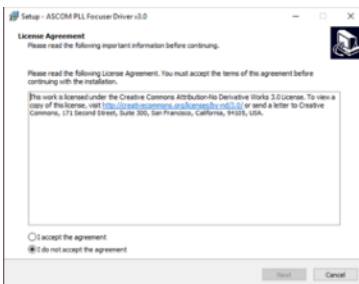 Setup - ASCOM PLL Focuser Driver v3.0
License Agreement
Please read the following important information before continuing.
Please read the following License Agreement. You must accept the terms of this agreement before
continuing with the installation.
This work is licensed under the Creative Commons Attribution-No Derivative Works 3.0 License. To view a
copy of this license, visit http://creativecommons.org/licenses/by-nd/3.0/ or send a letter to Creative
Commons, 171 Second Street, Suite 300, San Francisco, California, 94105, USA.
I accept the agreement
I do not accept the agreement
Next
Cancel